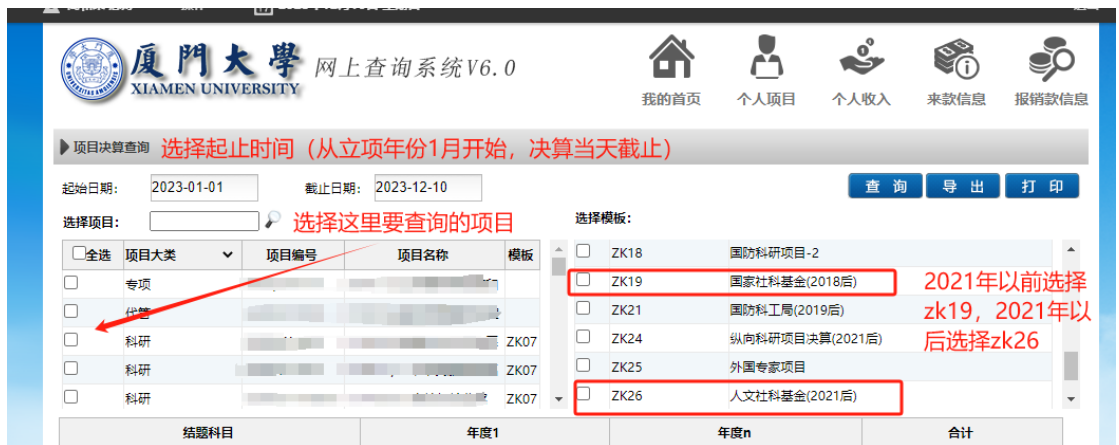 厦門大學 网上查询系统V6.0
XIAMEN UNIVERSITY
我的首页 个人项目 个人收入 来款信息 报销款信息
项目决算查询 选择起止时间（从立项年份1月开始，决算当天截止）
起始日期： 2023-01-01 截止日期： 2023-12-10 查 询 导 出 打 印
选择项目： 选择这里要查询的项目 选择模板：
全选 项目大类 项目编号 项目名称 模板 ZK18 国防科研项目-2
专项 ZK19 国家社科基金(2018后)
代管 ZK21 国防科工局(2019后)
科研 ZK07 ZK24 纵向科研项目决算(2021后)
科研 ZK07 ZK25 外国专家项目
科研 ZK07 ZK26 人文社科基金(2021后)
2021年以前选择
zk19，2021年以
后选择zk26
结题科目 年度1 年度n 合计